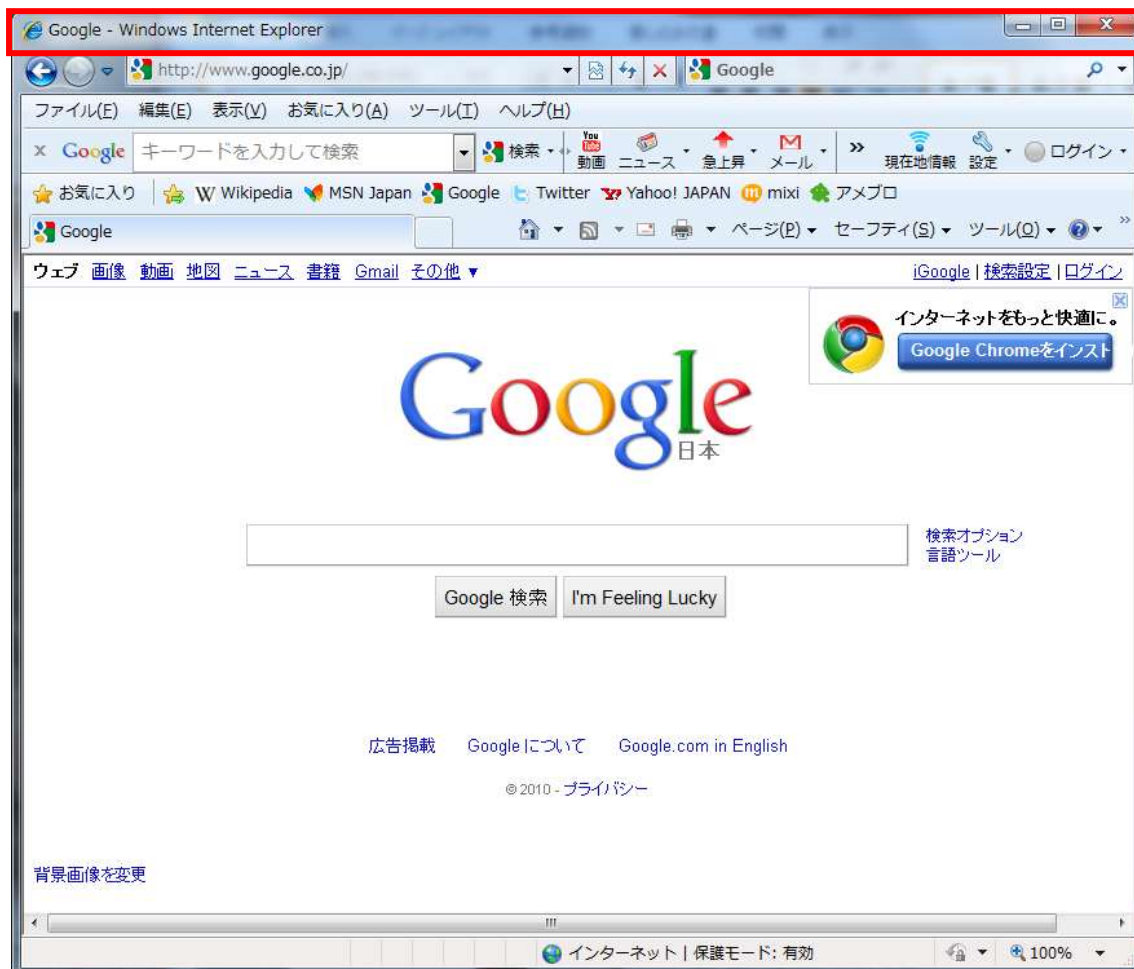 Google - Windows Internet Explorer
http://www.google.co.jp/ Google
ファイル(F) 編集(E) 表示(V) お気に入り(A) ツール(T) ヘルプ(H)
x Google キーワードを入力して検索 検索 You Tube 動画 ニュース 急上昇 メール » 現在地情報 設定 ログイン
お気に入り W Wikipedia MSN Japan Google Twitter Yahoo! JAPAN mixi アメブロ
Google ページ(P) セーフティ(S) ツール(O) »
ウェブ 画像 動画 地図 ニュース 書籍 Gmail その他 ▼ iGoogle | 検索設定 | ログイン
インターネットをもっと快適に。
Google Chromeをインスト
Google
日本
検索オプション
言語ツール
Google 検索 I'm Feeling Lucky
広告掲載 Google について Google.com in English
©2010 - プライバシー
背景画像を変更
インターネット | 保護モード: 有効 100%